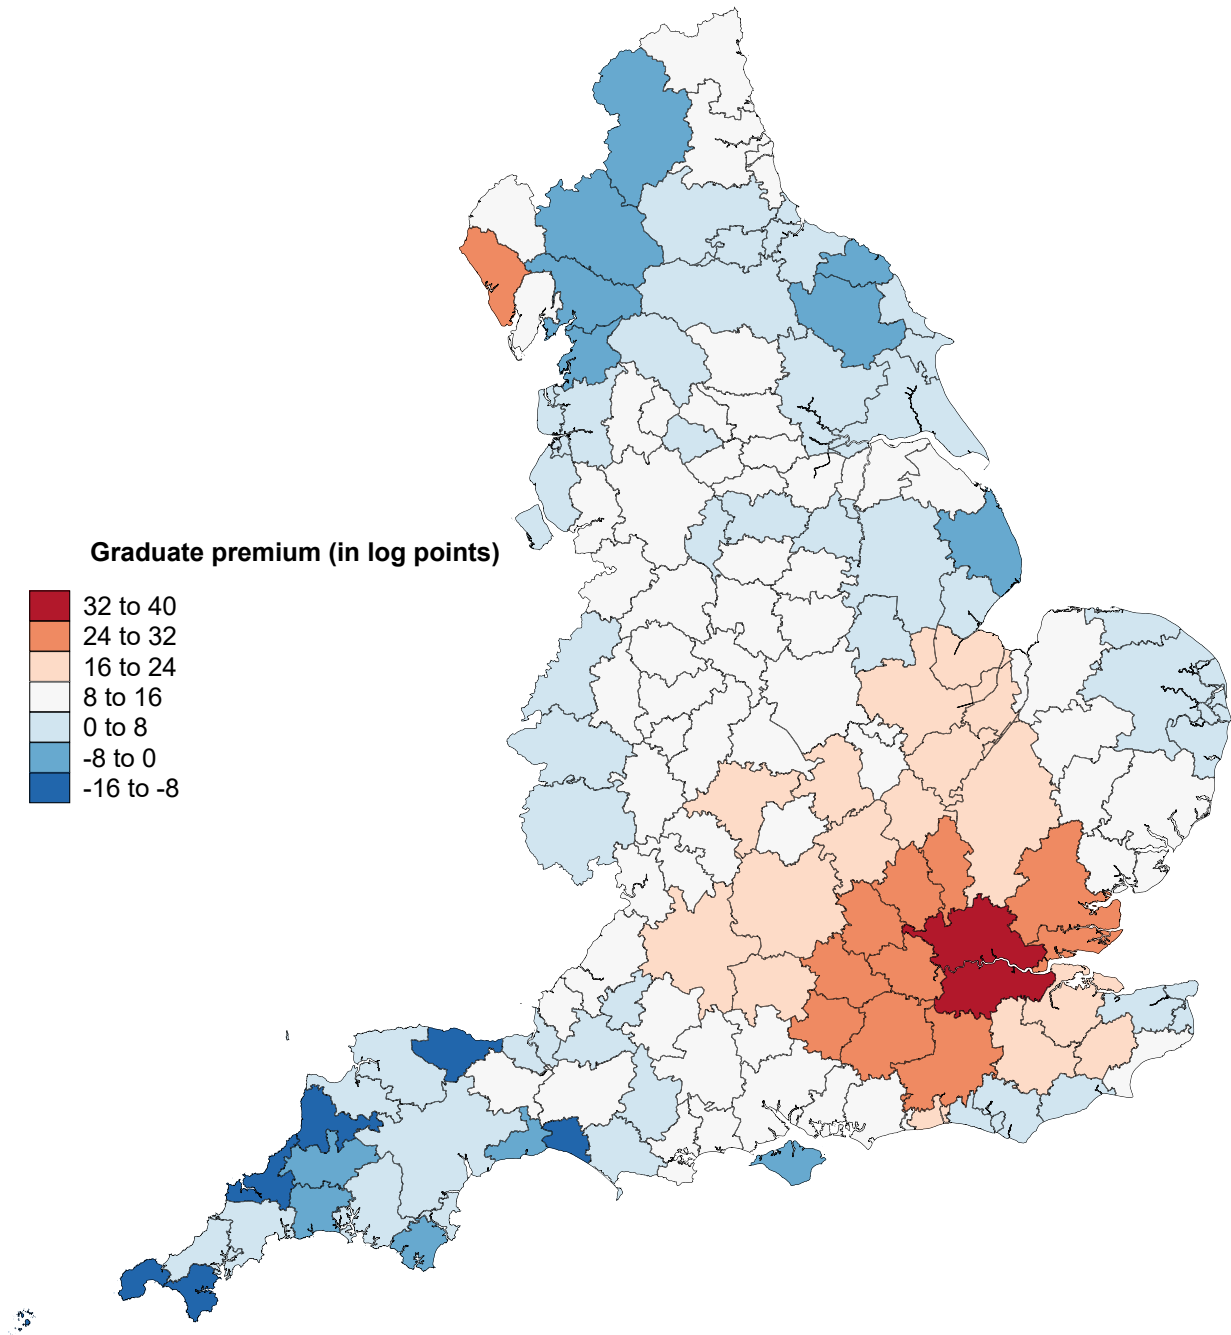 Graduate premium (in log points)
32 to 40
24 to 32
16 to 24
8 to 16
0 to 8
-8 to 0
-16 to -8